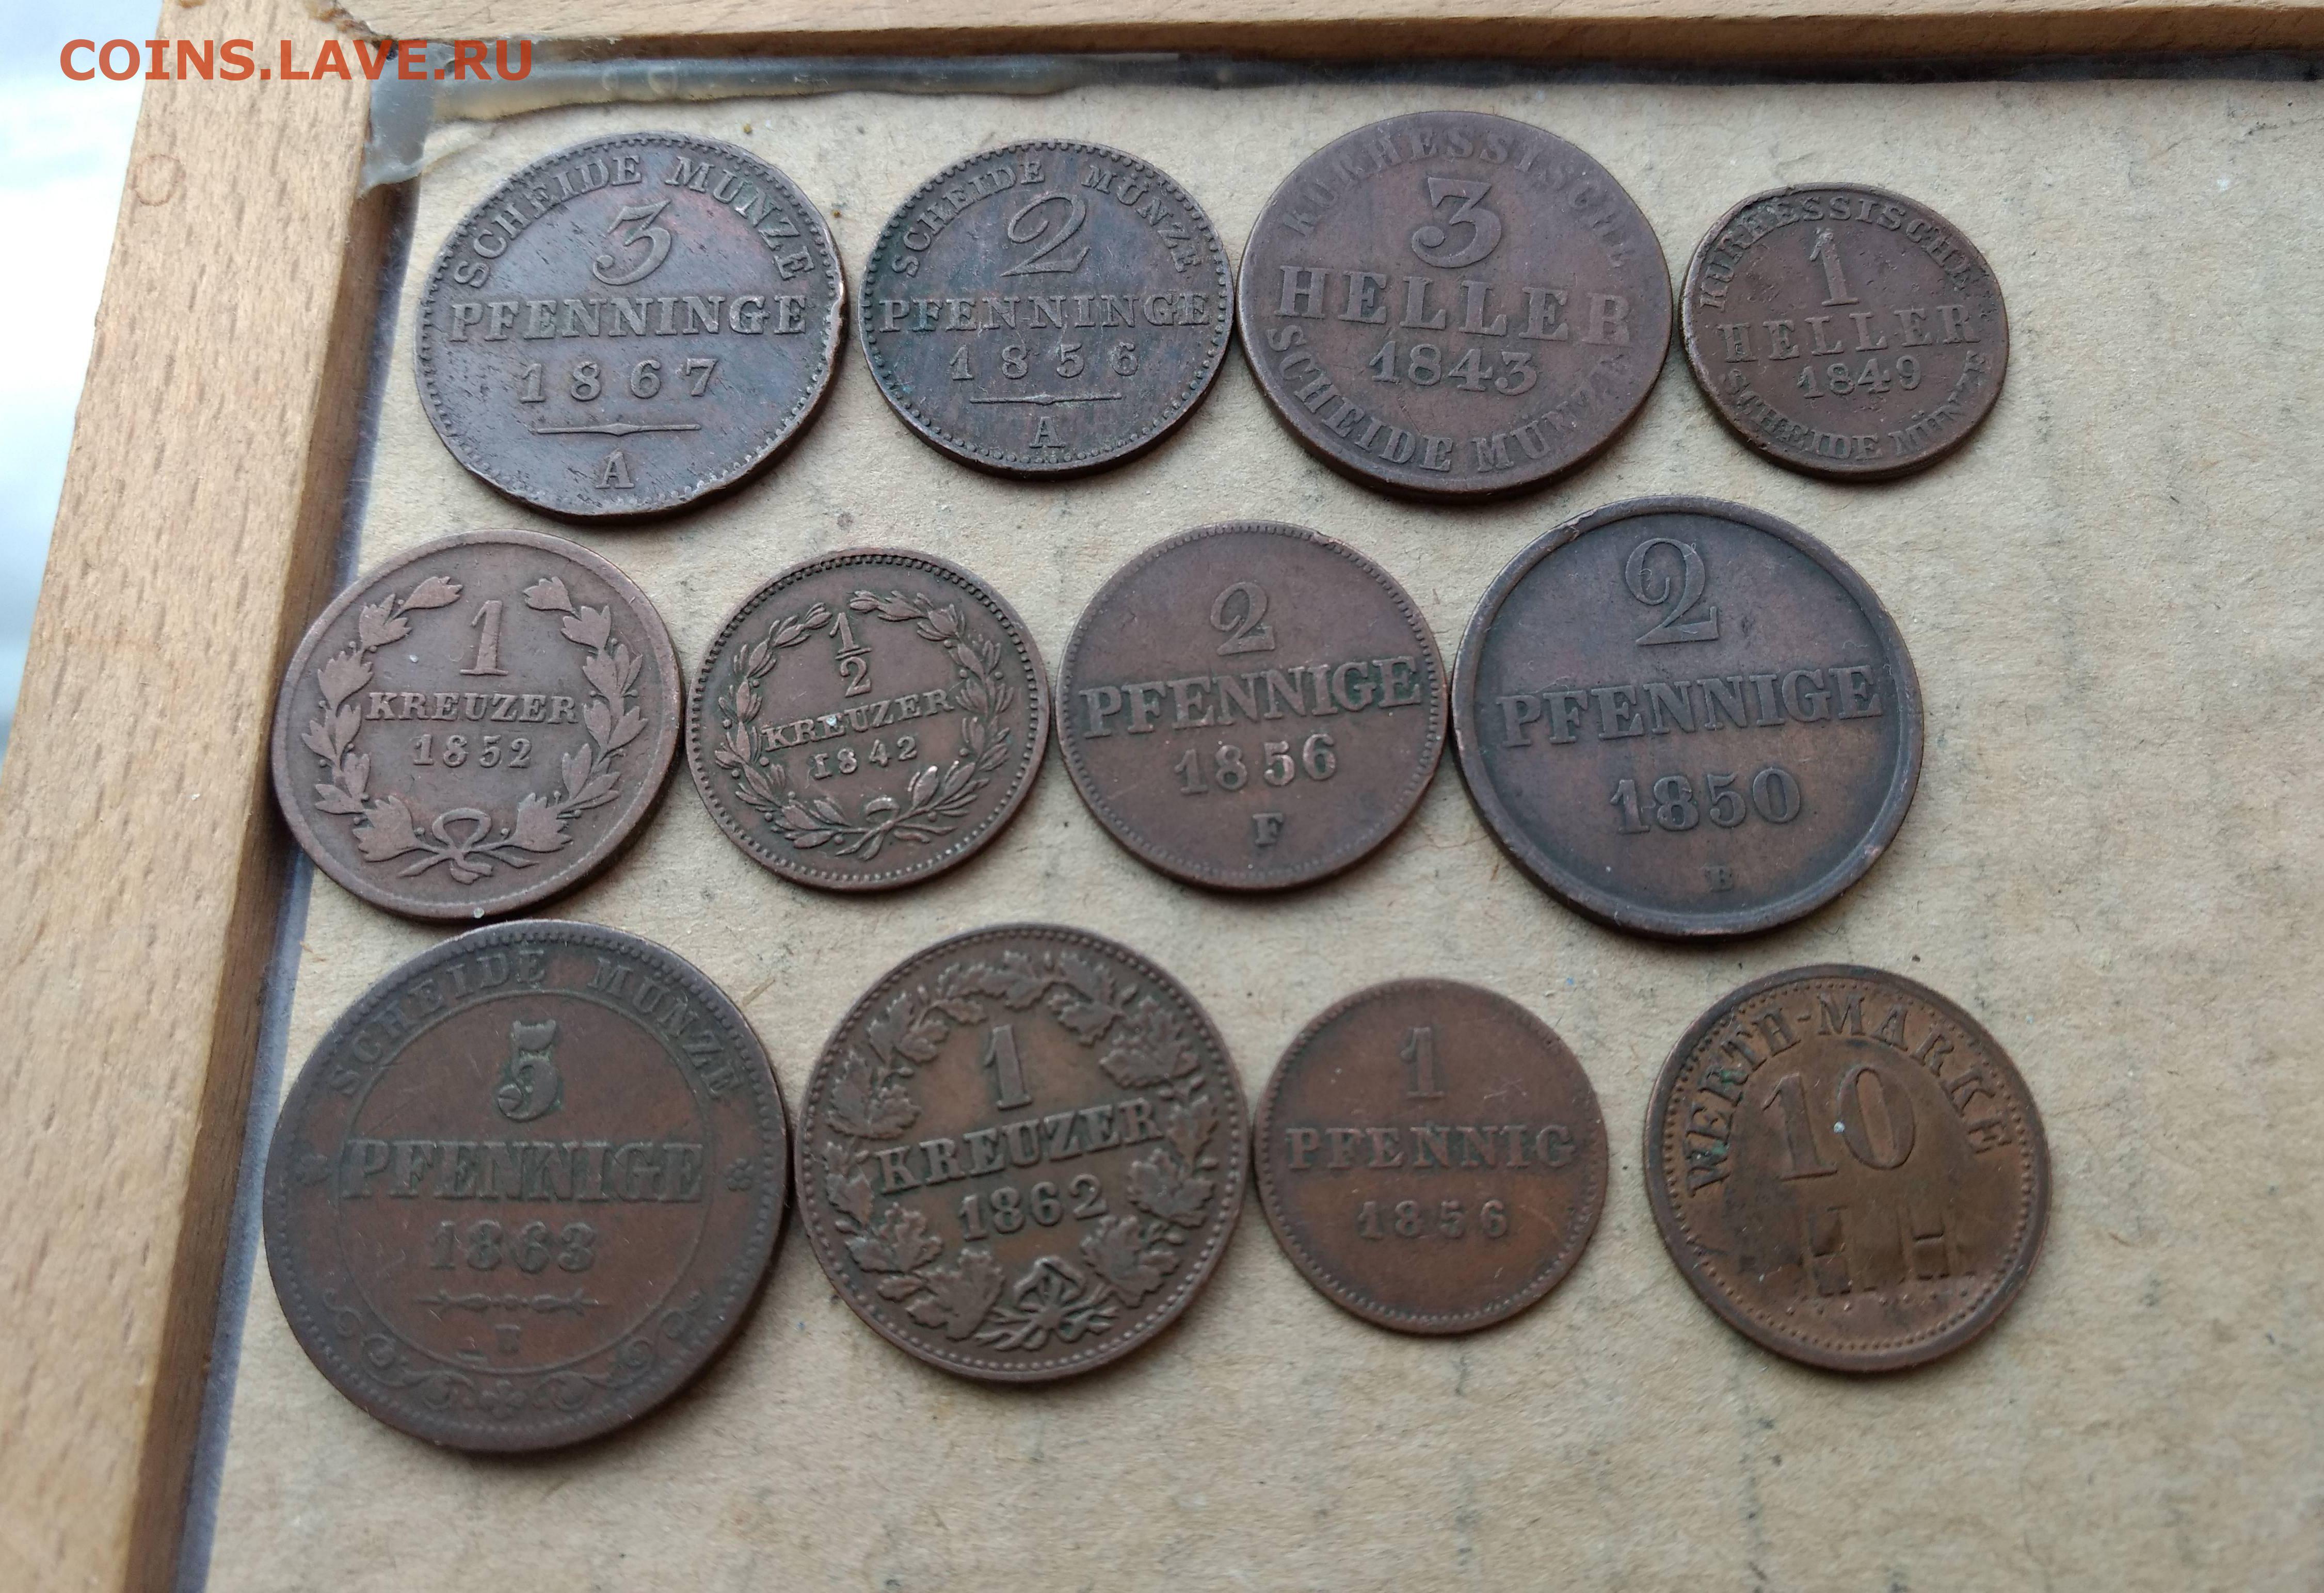 COINS.LAVE.RU
SCHEIDE MÜNZE
3
PFENNINGE
1867
A
SCHEIDE MÜNZE
2
PFENNINGE
1856
A
KURHESSISCHE
3
HELLER
1843
SCHEIDE MÜNZE
KURHESSISCHE
1
HELLER
1849
SCHEIDE MÜNZE
1
KREUZER
1852
1/2
KREUZER
1842
2
PFENNIGE
1856
F
2
PFENNIGE
1850
B
SCHEIDE MÜNZE
5
PFENNIGE
1863
1
KREUZER
1862
1
PFENNIG
1856
WERTH-MARKE
10
H H